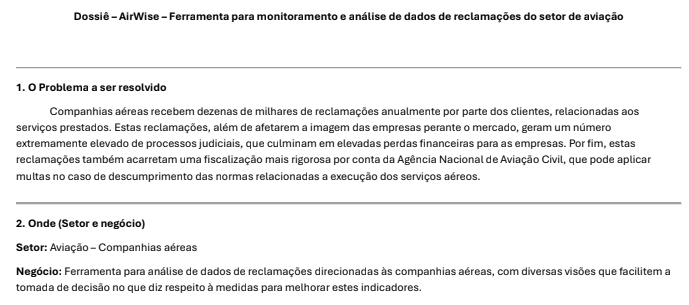 Dossiê – AirWise – Ferramenta para monitoramento e análise de dados de reclamações do setor de aviação
1. O Problema a ser resolvido
Companhias aéreas recebem dezenas de milhares de reclamações anualmente por parte dos clientes, relacionadas aos
serviços prestados. Estas reclamações, além de afetarem a imagem das empresas perante o mercado, geram um número
extremamente elevado de processos judiciais, que culminam em elevadas perdas financeiras para as empresas. Por fim, estas
reclamações também acarretam uma fiscalização mais rigorosa por conta da Agência Nacional de Aviação Civil, que pode aplicar
multas no caso de descumprimento das normas relacionadas a execução dos serviços aéreos.
2. Onde (Setor e negócio)
Setor: Aviação – Companhias aéreas
Negócio: Ferramenta para análise de dados de reclamações direcionadas às companhias aéreas, com diversas visões que facilitem a
tomada de decisão no que diz respeito à medidas para melhorar estes indicadores.